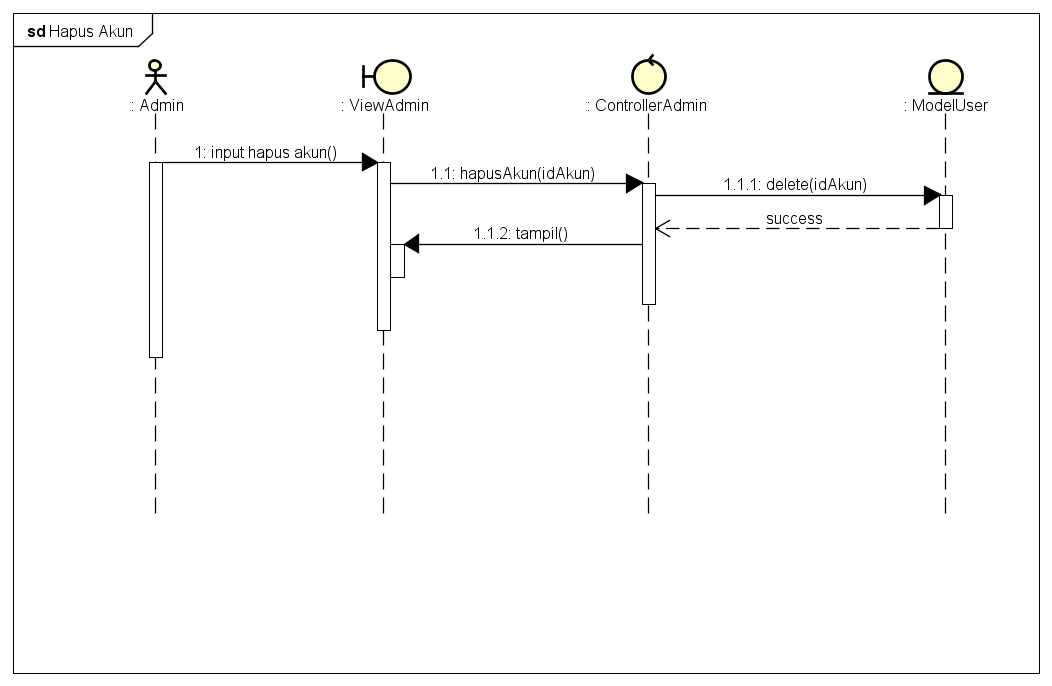 sd Hapus Akun
: Admin
: ViewAdmin
: ControllerAdmin
: ModelUser
1: input hapus akun()
1.1: hapusAkun(idAkun)
1.1.1: delete(idAkun)
success
1.1.2: tampil()